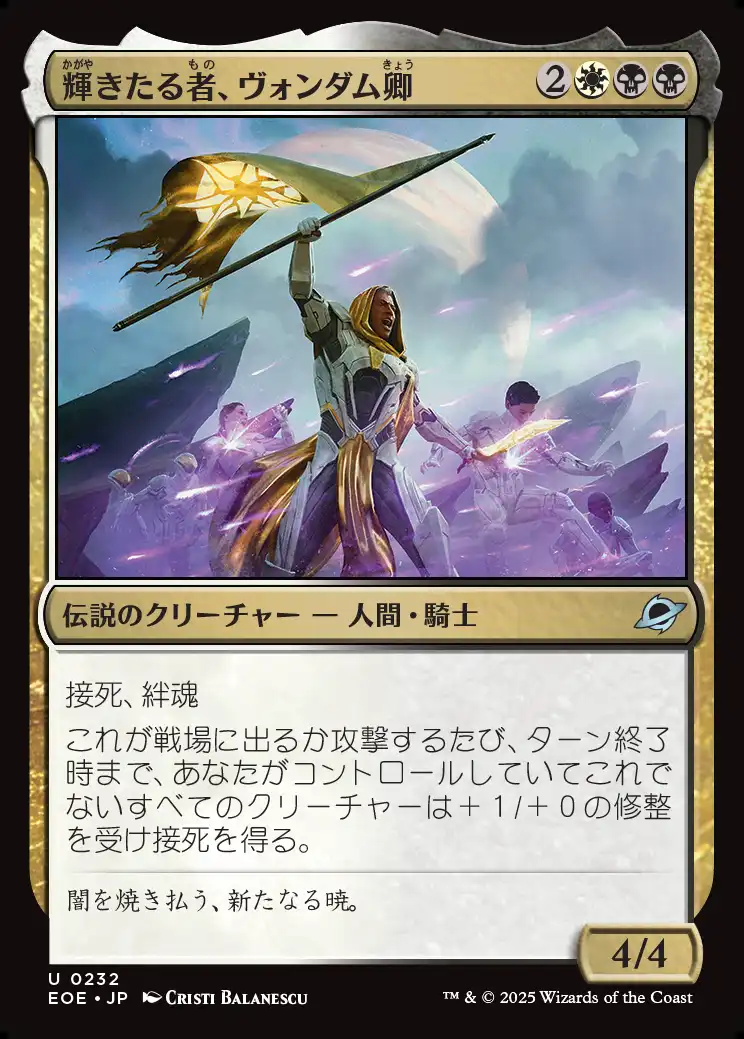 輝きたる者、ヴォンダム卿 2
かがや もの きょう
伝説のクリーチャー — 人間・騎士
接死、絆魂
これが戦場に出るか攻撃するたび、ターン終了
時まで、あなたがコントロールしていてこれで
ないすべてのクリーチャーは+1/+0の修整
を受け接死を得る。
闇を焼き払う、新たなる暁。
4/4
U 0232
EOE • JP Cristi Balanescu
™ & © 2025 Wizards of the Coast